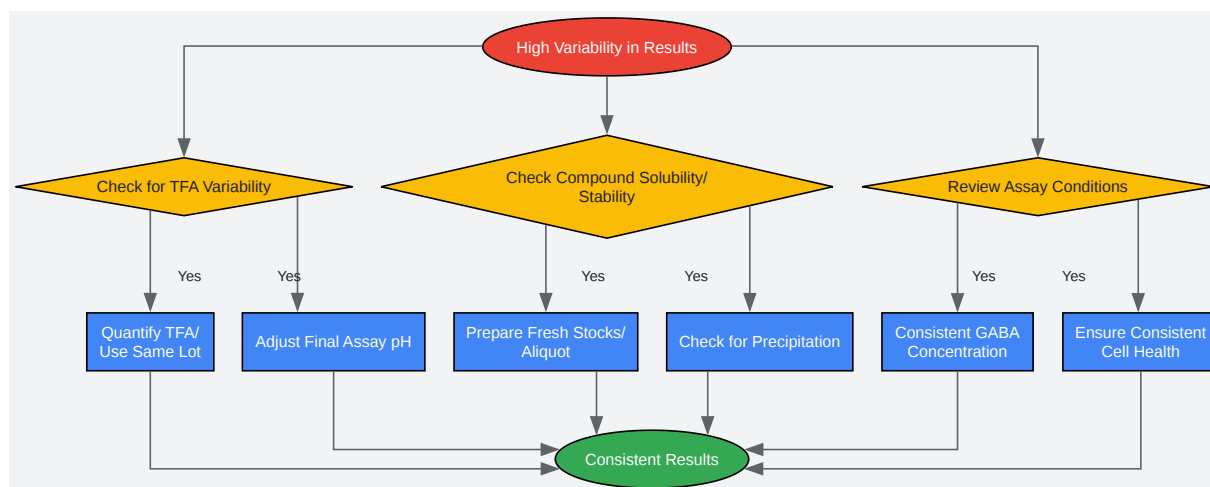 High Variability in Results
Check for TFA Variability
Check Compound Solubility/
Stability
Review Assay Conditions
Yes
Yes
Yes
Yes
Yes
Yes
Quantify TFA/
Use Same Lot
Adjust Final Assay pH
Prepare Fresh Stocks/
Aliquot
Check for Precipitation
Consistent GABA
Concentration
Ensure Consistent
Cell Health
Consistent Results